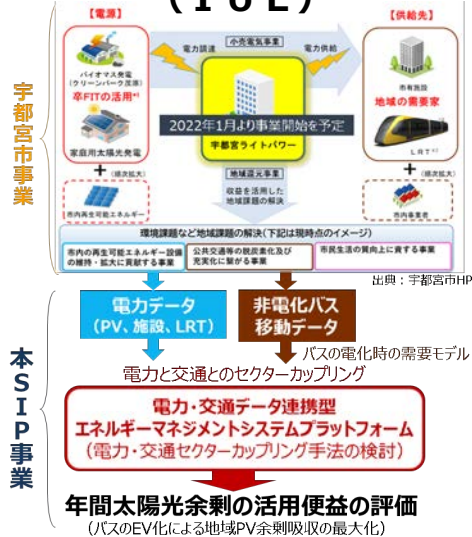 （ＩＵＥ）
【電源】
【供給先】
小売電気事業
電力調達
電力供給
バイオマス発電
（クリーンパーク茂原）
卒FITの活用*¹
家庭用太陽光発電
＋
（順次拡大）
市内再生可能エネルギー
2022年1月より事業開始を予定
宇都宮ライトパワー
地域還元事業
収益を活用した
地域課題の解決
市有施設
地域の需要家
ＬＲＴ
＋
（順次拡大）
市内事業者
環境課題など地域課題の解決（下記は現時点のイメージ）
市内の再生可能エネルギー設備
の維持・拡大に貢献する事業
公共交通等の脱炭素化及び
充実化に繋がる事業
市民生活の質向上に資する事業
宇都宮市事業
出典：宇都宮市HP
電力データ
（PV、施設、LRT）
非電化バス
移動データ
バスの電化時の需要モデル
電力と交通とのセクターカップリング
本ＳＩＰ事業
電力・交通データ連携型
エネルギーマネジメントシステムプラットフォーム
（電力・交通セクターカップリング手法の検討）
年間太陽光余剰の活用便益の評価
（バスのEV化による地域PV余剰吸収の最大化）